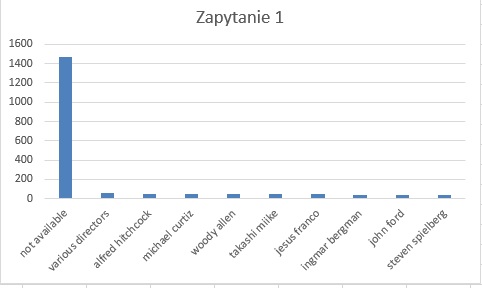 Zapytanie 1
1600
1400
1200
1000
800
600
400
200
0
not available
various directors
alfred hitchcock
michael curtiz
woody allen
takashi miike
jesus franco
ingmar bergman
john ford
steven spielberg